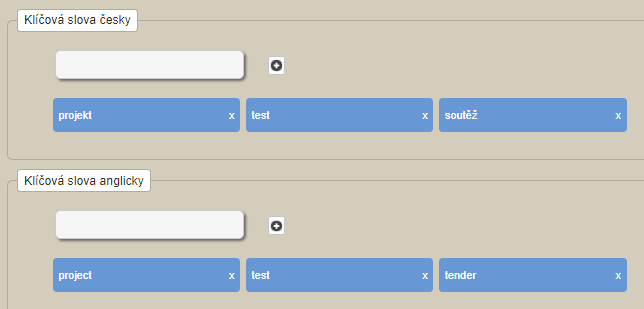 Klíčová slova česky
projekt x test x soutěž x
Klíčová slova anglicky
project x test x tender x